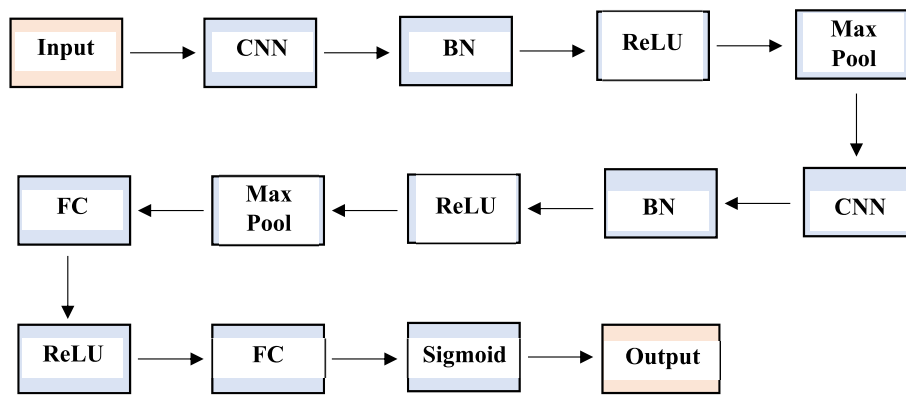 Input
CNN
BN
ReLU
Max
Pool
CNN
BN
ReLU
Max
Pool
FC
ReLU
FC
Sigmoid
Output